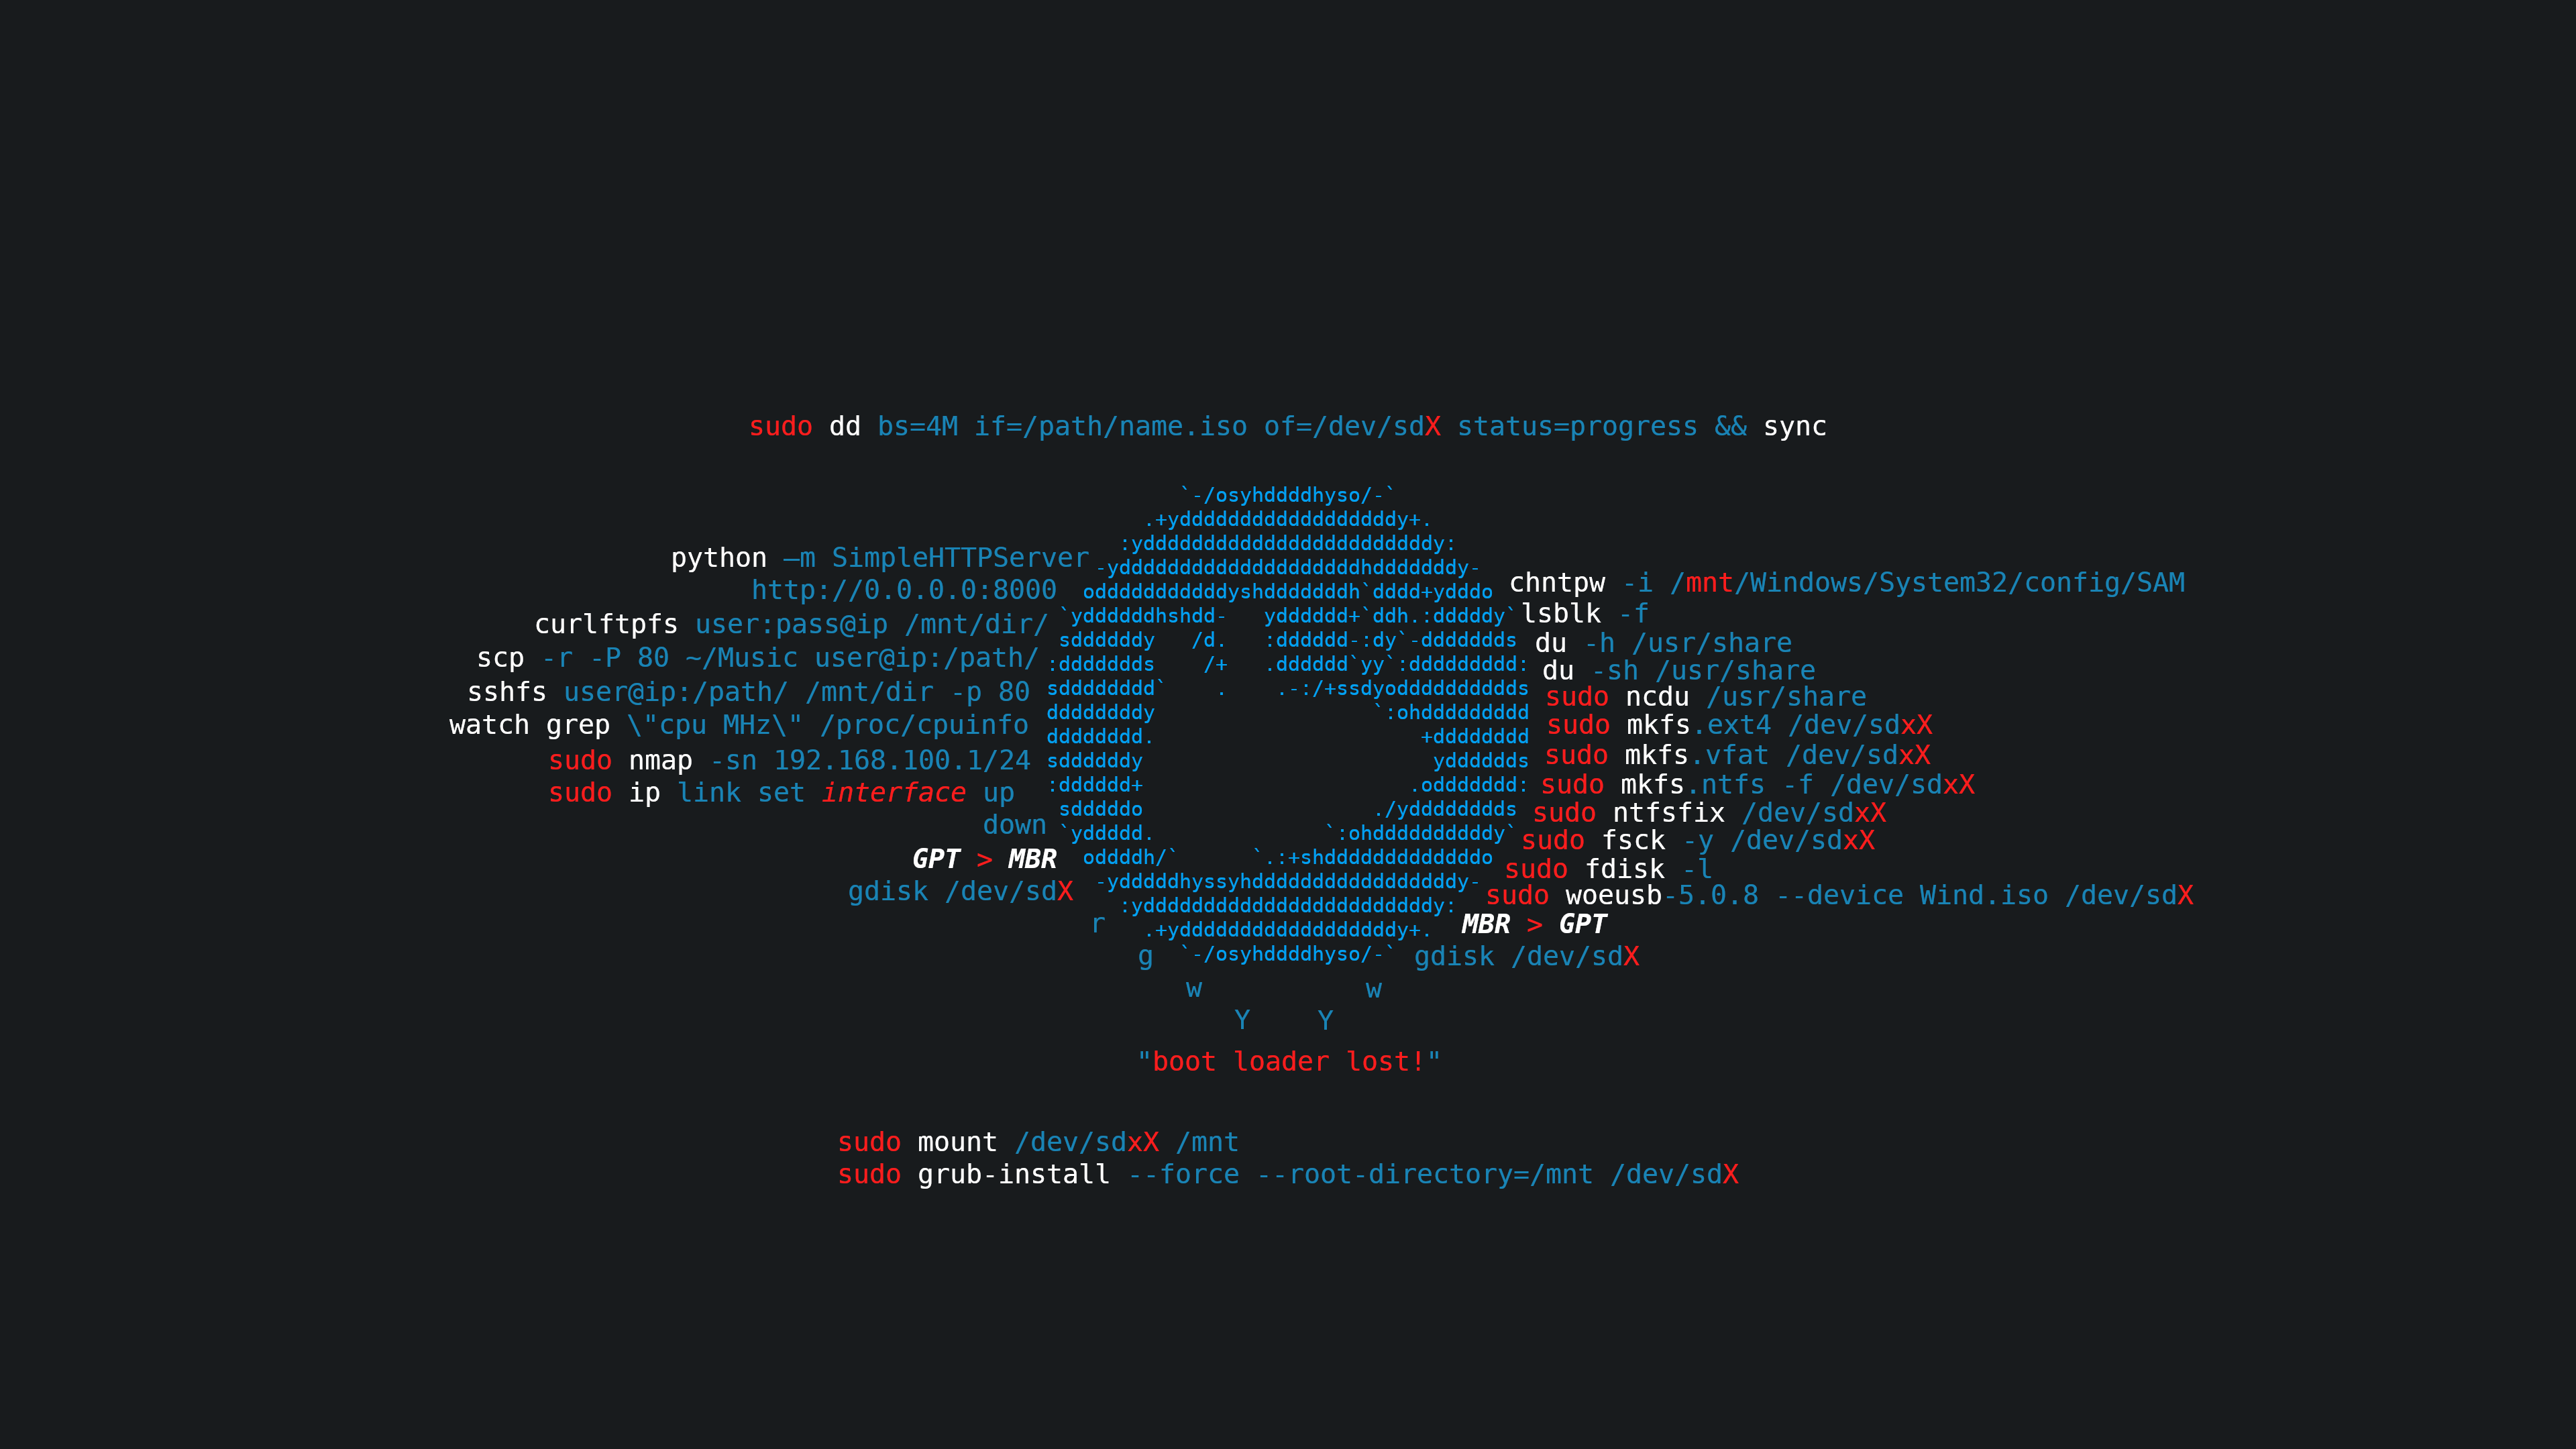 sudo dd bs=4M if=/path/name.iso of=/dev/sdX status=progress && sync
`-/osyhddddhyso/-`
.+yddddddddddddddddddy+.
:yddddddddddddddddddddddddy:
-yddddddddddddddddddddhdddddddy-
odddddddddddyshdddddddh`dddd+ydddo
`yddddddhshdd-   ydddddd+`ddh.:dddddy`
sddddddy   /d.   :dddddd-:dy`-ddddddds
:ddddddds    /+   .dddddd`yy`:ddddddddd:
sdddddddd`    .    .-:/+ssdyodddddddddds
ddddddddy                  `:ohddddddddd
dddddddd.                      +dddddddd
sddddddy                        ydddddds
:dddddd+                      .oddddddd:
sdddddo                   ./ydddddddds
`yddddd.              `:ohddddddddddy`
oddddh/`      `.:+shdddddddddddddo
-ydddddhyssyhdddddddddddddddddy-
:yddddddddddddddddddddddddy:
.+yddddddddddddddddddy+.
`-/osyhddddhyso/-`
python –m SimpleHTTPServer
http://0.0.0.0:8000
curlftpfs user:pass@ip /mnt/dir/
scp -r -P 80 ~/Music user@ip:/path/
sshfs user@ip:/path/ /mnt/dir -p 80
watch grep \"cpu MHz\" /proc/cpuinfo
sudo nmap -sn 192.168.100.1/24
sudo ip link set interface up
down
GPT > MBR
gdisk /dev/sdX
r
g
w
Y
chntpw -i /mnt/Windows/System32/config/SAM
lsblk -f
du -h /usr/share
du -sh /usr/share
sudo ncdu /usr/share
sudo mkfs.ext4 /dev/sdxX
sudo mkfs.vfat /dev/sdxX
sudo mkfs.ntfs -f /dev/sdxX
sudo ntfsfix /dev/sdxX
sudo fsck -y /dev/sdxX
sudo fdisk -l
sudo woeusb-5.0.8 --device Wind.iso /dev/sdX
MBR > GPT
gdisk /dev/sdX
w
Y
"boot loader lost!"
sudo mount /dev/sdxX /mnt
sudo grub-install --force --root-directory=/mnt /dev/sdX